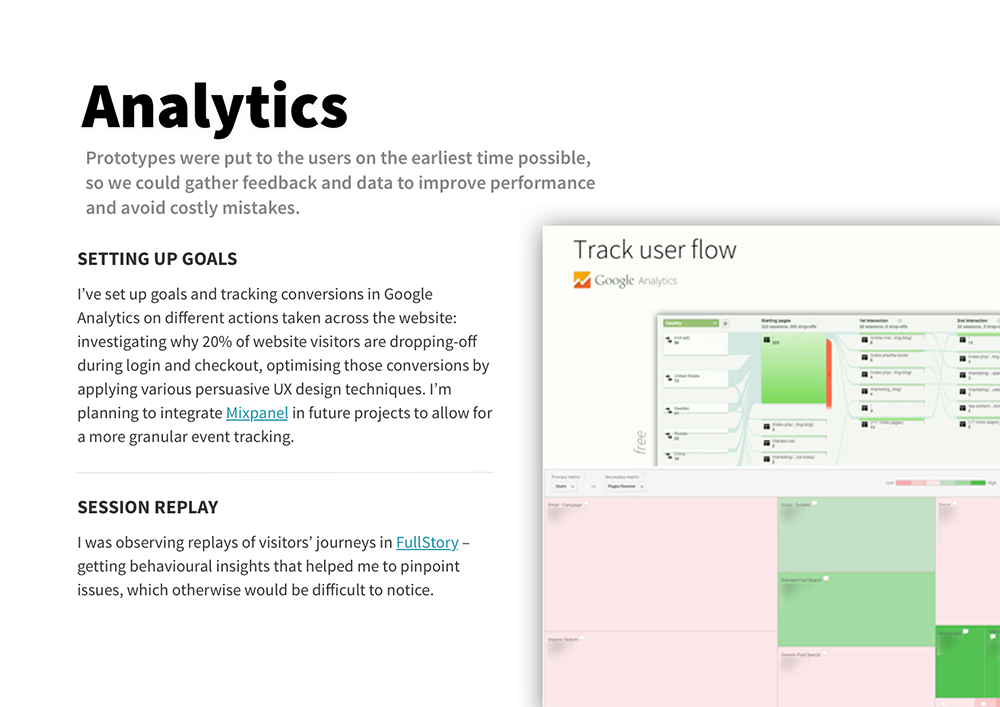 Analytics
Prototypes were put to the users on the earliest time possible,
so we could gather feedback and data to improve performance
and avoid costly mistakes.
SETTING UP GOALS
I’ve set up goals and tracking conversions in Google
Analytics on different actions taken across the website:
investigating why 20% of website visitors are dropping-off
during login and checkout, optimising those conversions by
applying various persuasive UX design techniques. I’m
planning to integrate Mixpanel in future projects to allow for
a more granular event tracking.
SESSION REPLAY
I was observing replays of visitors’ journeys in FullStory –
getting behavioural insights that helped me to pinpoint
issues, which otherwise would be difficult to notice.
Track user flow
Google Analytics
Country
Starting pages
1st Interaction
2nd Interaction
(not set)
United States
Sweden
Russia
China
free
Primary metric:
Secondary metric:
Users
Pages/Session
Low
High
Email - Campaign
Branded Paid Search
Organic Search
Generic Paid Search